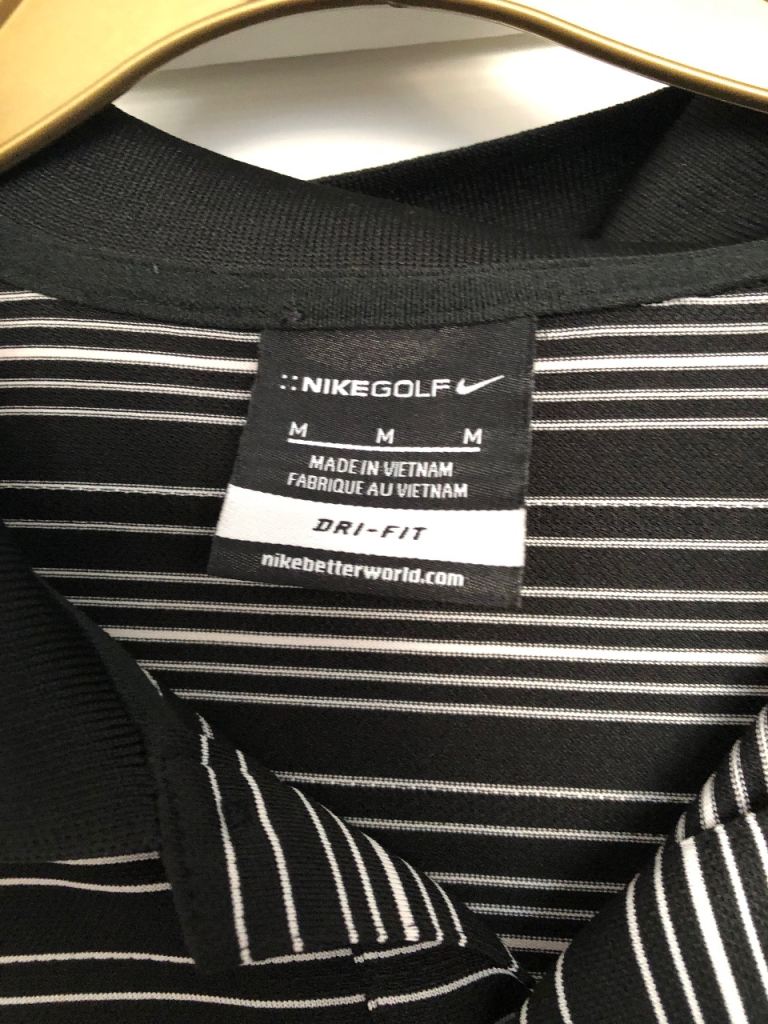 NIKEGOLF
M M M
MADE IN VIETNAM
FABRIQUE AU VIETNAM
DRI-FIT
nikebetterworld.com